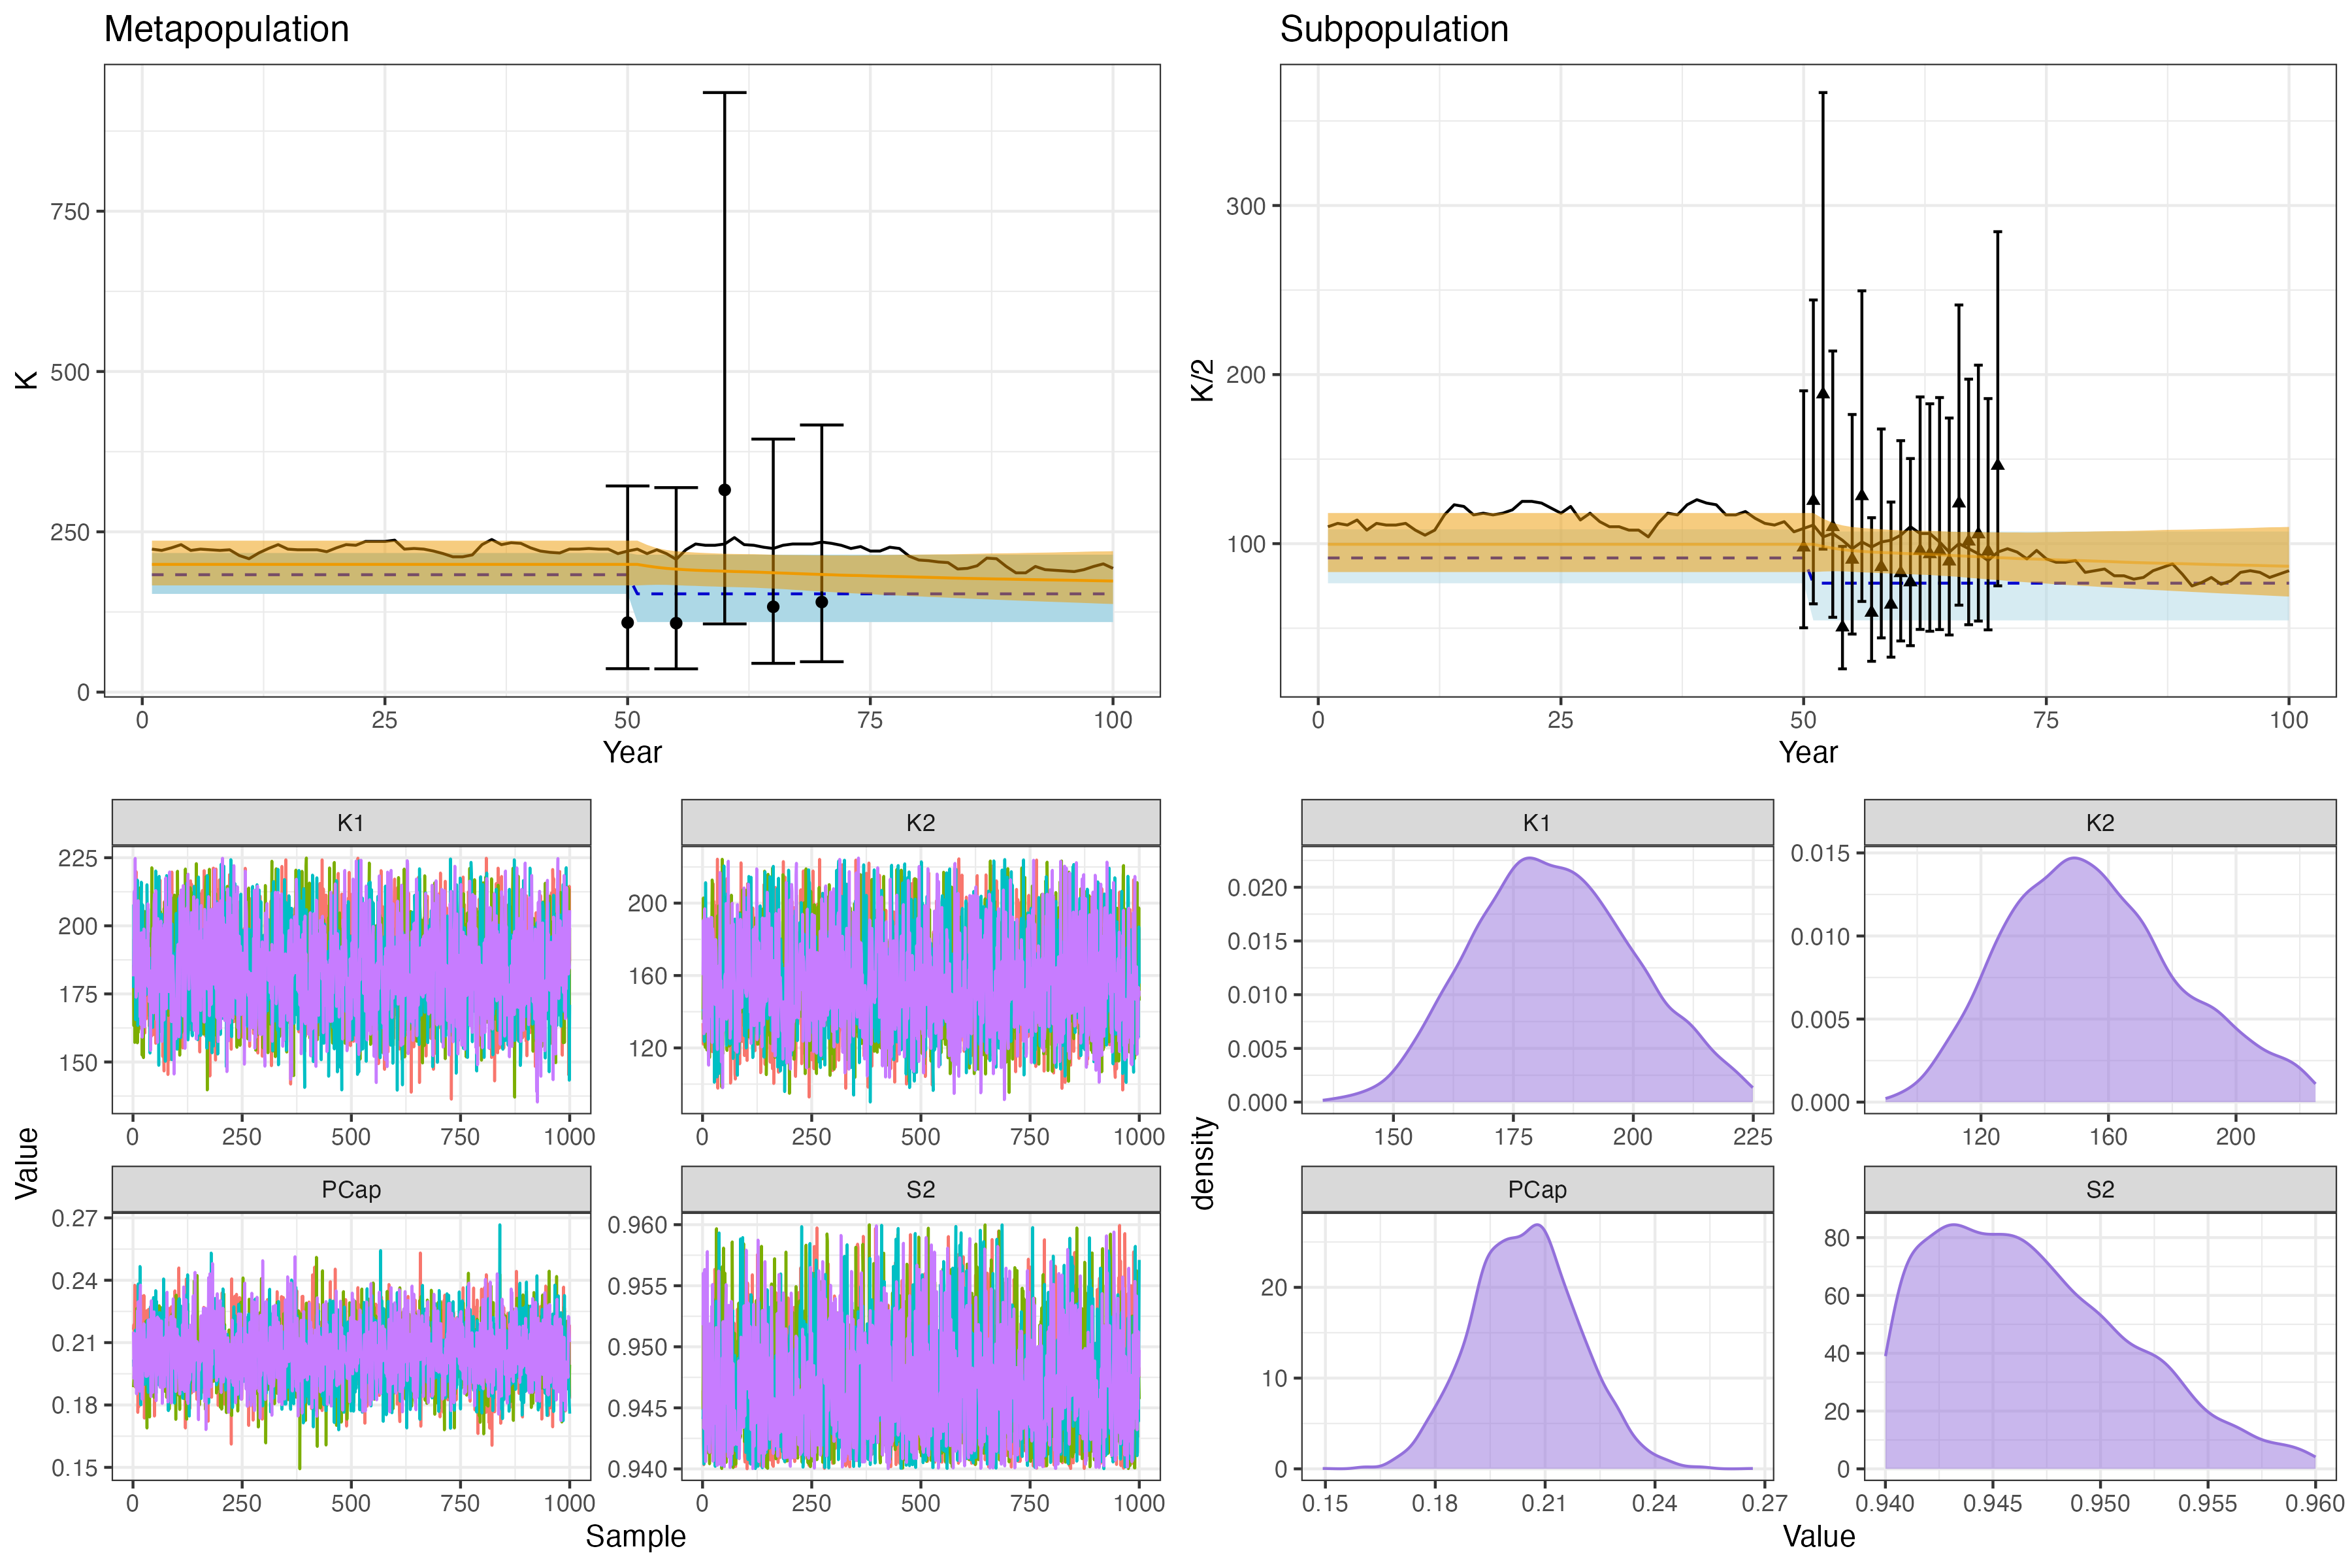 Metapopulation
K
750
500
250
0
0 25 50 75 100
Year
Subpopulation
K/2
300
200
100
0 25 50 75 100
Year
Value
K1
225
200
175
150
0 250 500 750 1000
K2
200
160
120
0 250 500 750 1000
PCap
0.27
0.24
0.21
0.18
0.15
0 250 500 750 1000
S2
0.960
0.955
0.950
0.945
0.940
0 250 500 750 1000
Sample
density
K1
0.020
0.015
0.010
0.005
0.000
150 175 200 225
K2
0.015
0.010
0.005
0.000
120 160 200
PCap
20
10
0
0.15 0.18 0.21 0.24 0.27
S2
80
60
40
20
0
0.940 0.945 0.950 0.955 0.960
Value